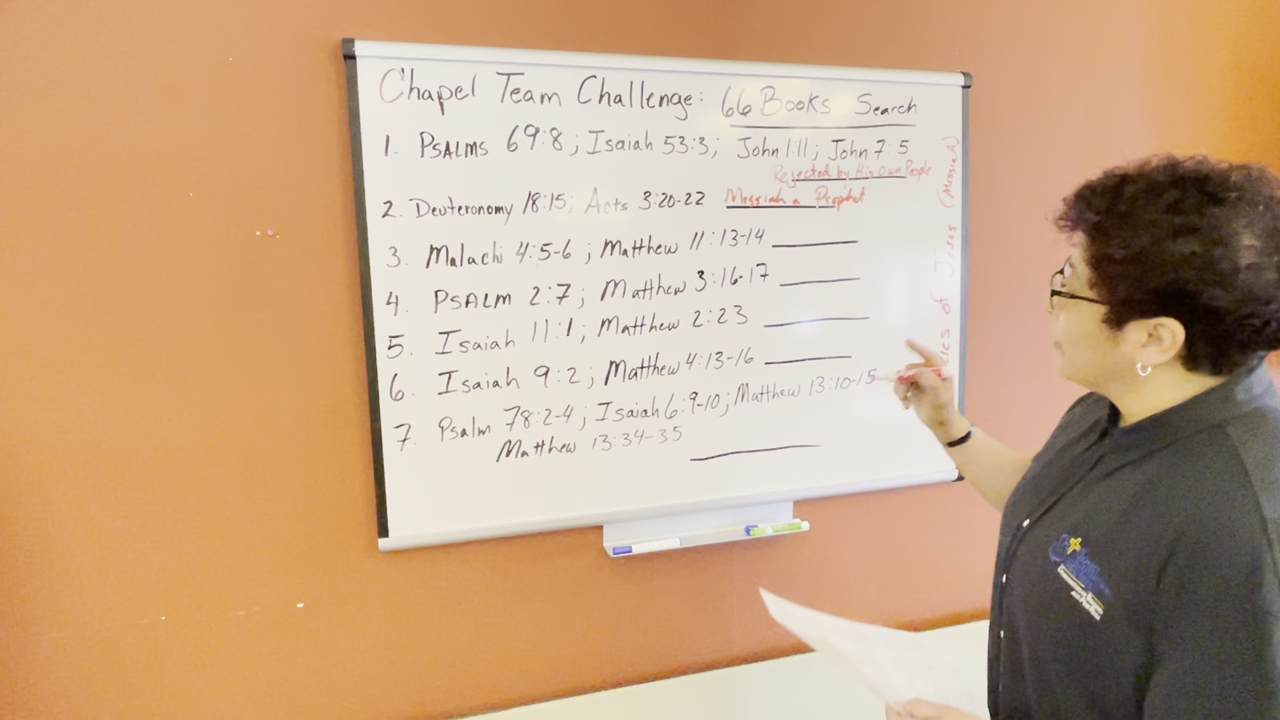 Chapel Team Challenge: 66 Books Search
1. PSALMS 69:8; Isaiah 53:3; John 1:11; John 7:5
Rejected by His Own People
2. Deuteronomy 18:15; Acts 3:20-22 Messiah a Prophet
3. Malachi 4:5-6; Matthew 11:13-14
4. PSALM 2:7; Matthew 3:16-17
5. Isaiah 11:1; Matthew 2:23
6. Isaiah 9:2; Matthew 4:13-16
7. Psalm 78:2-4; Isaiah 6:9-10; Matthew 13:10-15
Matthew 13:34-35
of Jesus (Messiah)